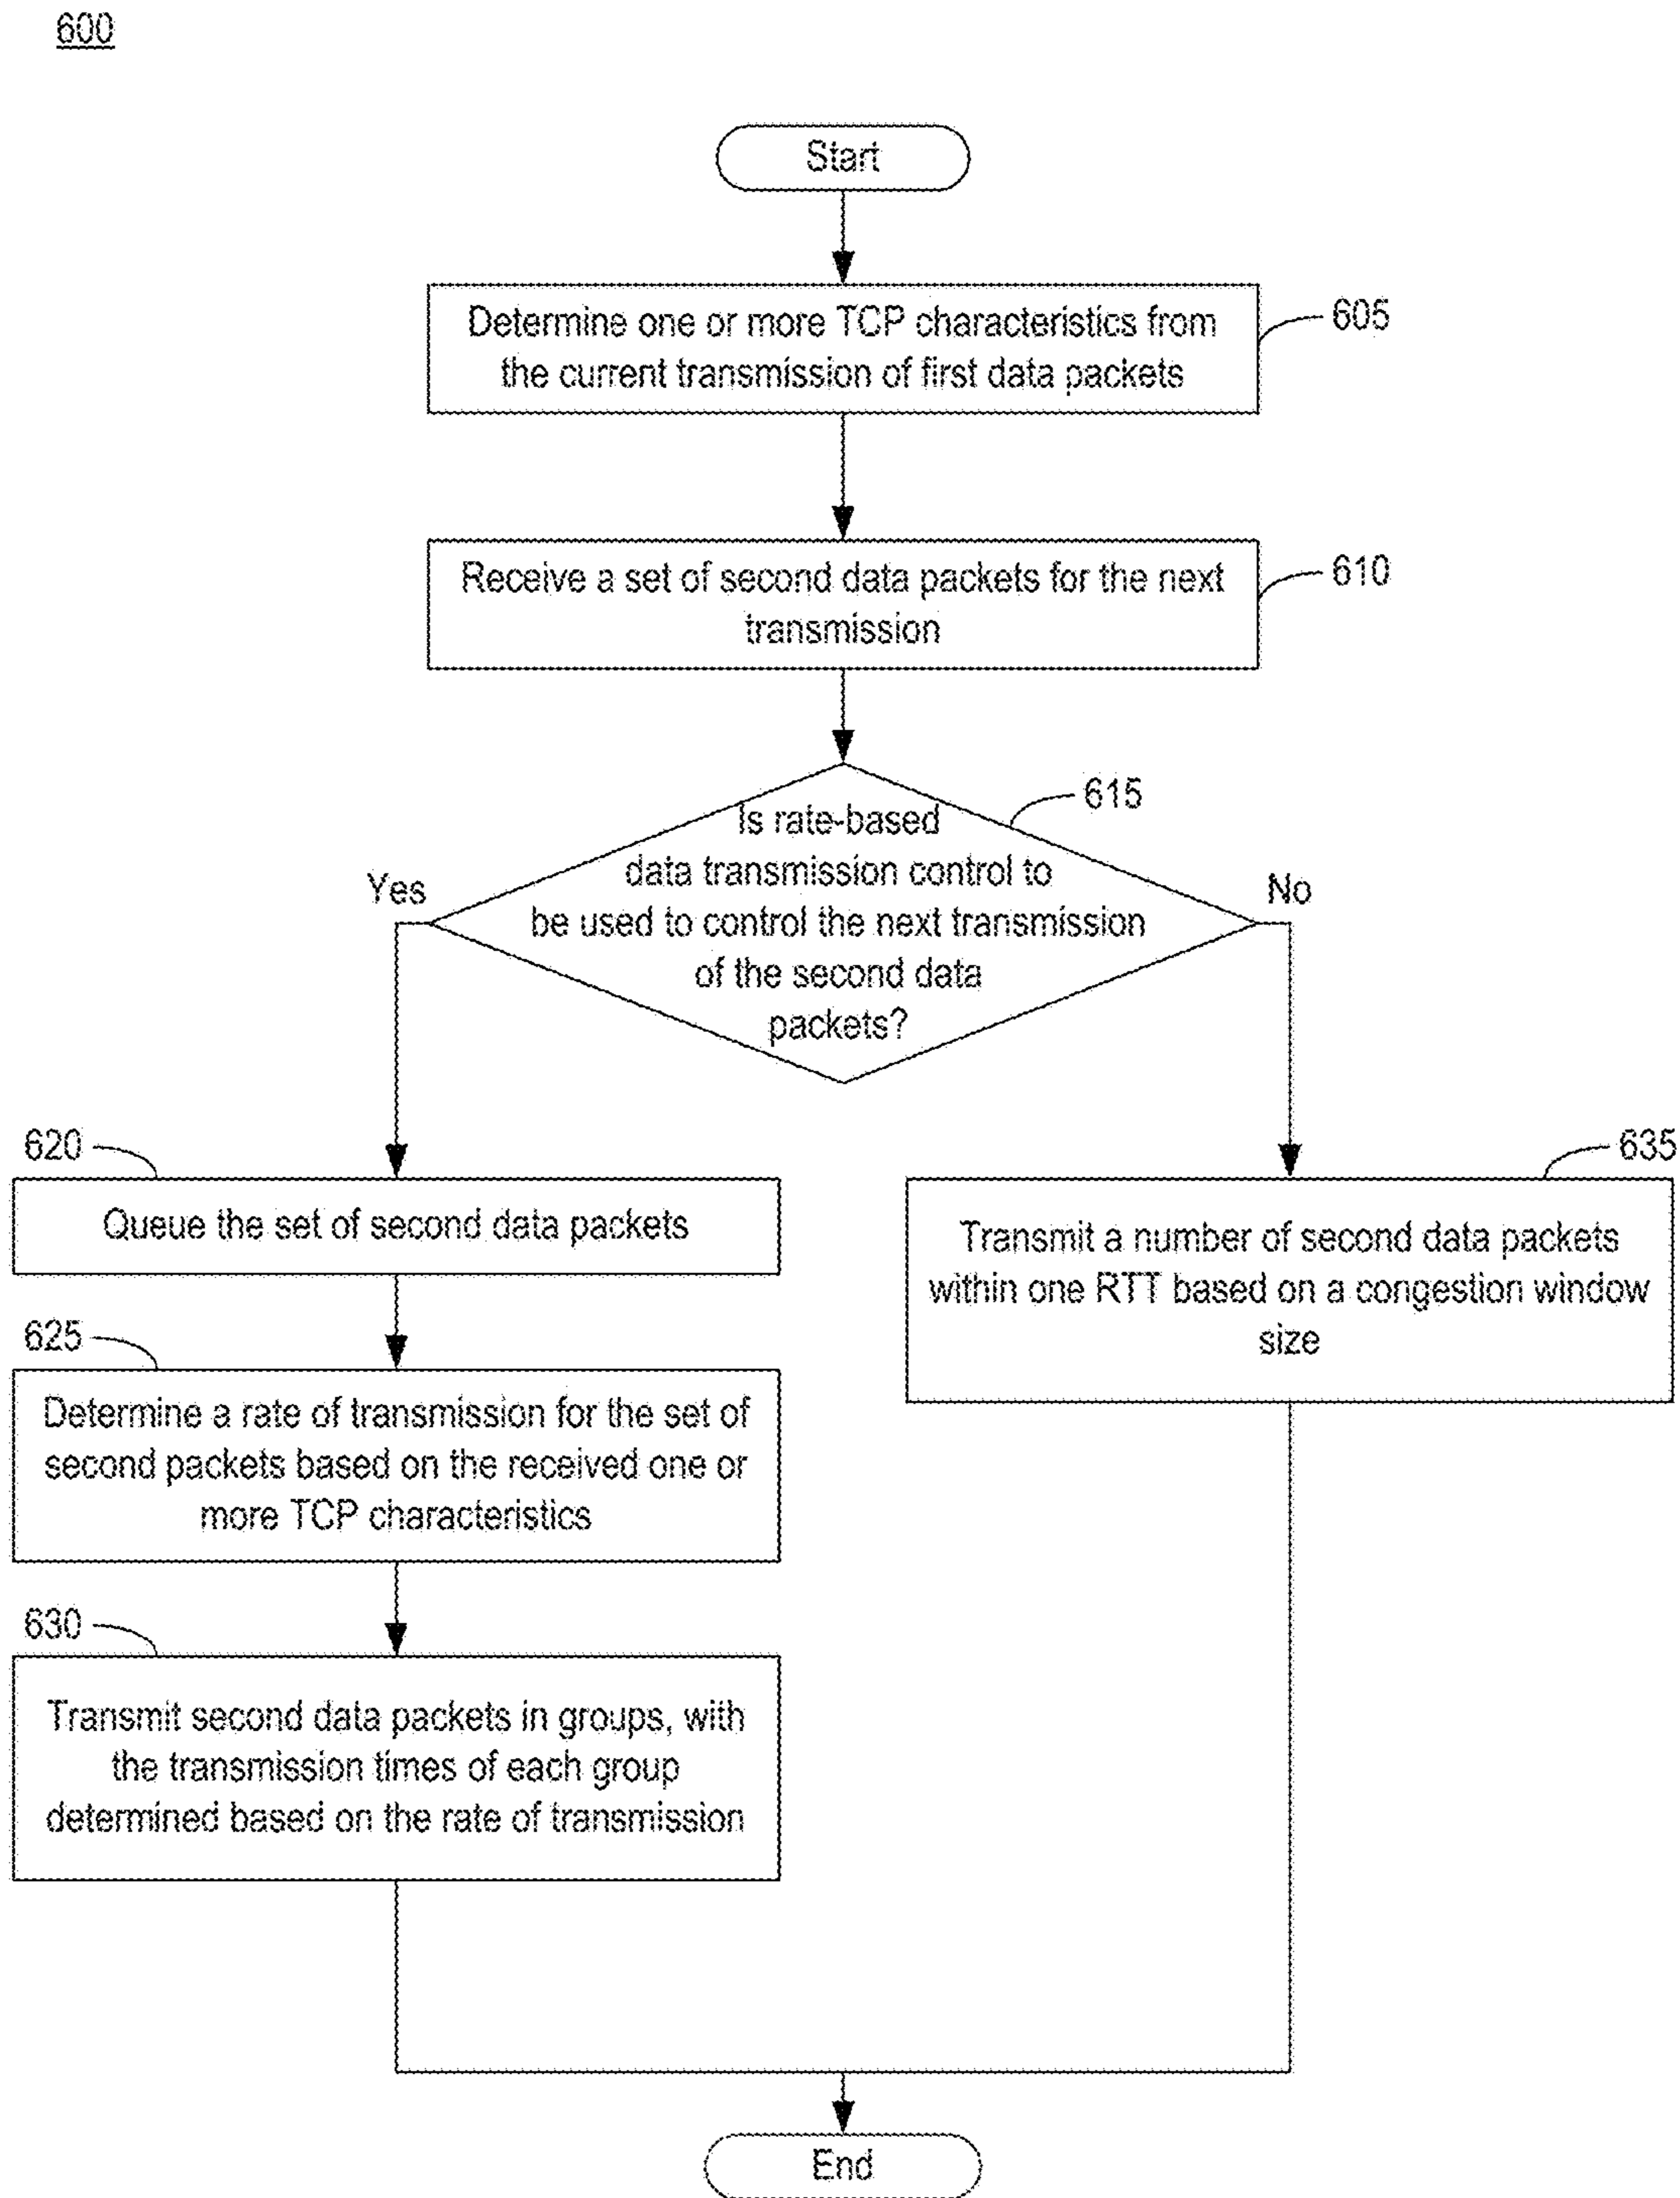 600
Start
Determine one or more TCP characteristics from
the current transmission of first data packets
605
Receive a set of second data packets for the next
transmission
610
615
Is rate-based
data transmission control to
be used to control the next transmission
of the second data
packets?
Yes
No
620
Queue the set of second data packets
625
Determine a rate of transmission for the set of
second packets based on the received one or
more TCP characteristics
630
Transmit second data packets in groups, with
the transmission times of each group
determined based on the rate of transmission
635
Transmit a number of second data packets
within one RTT based on a congestion window
size
End